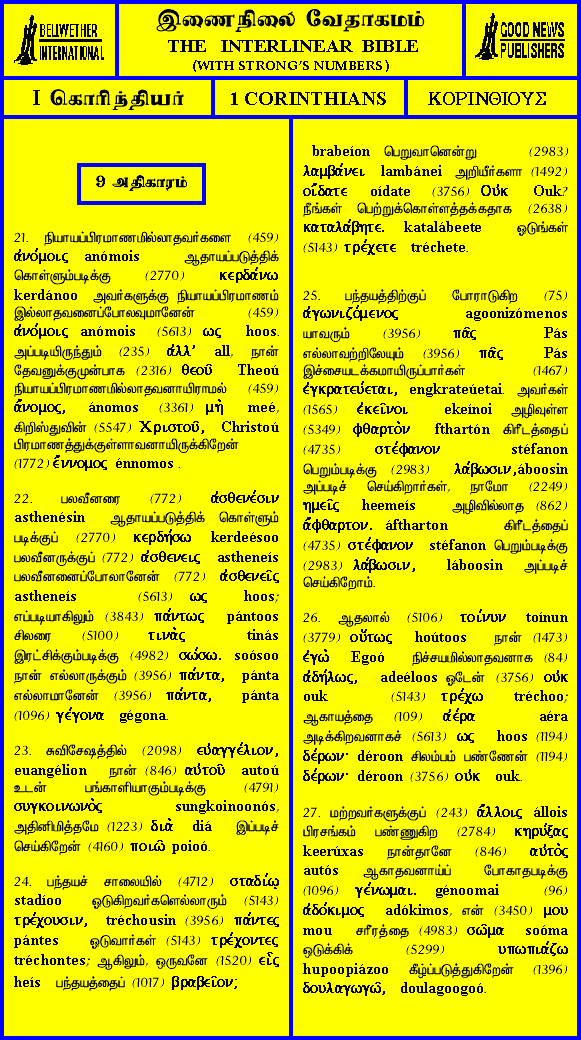 BELLWETHER
INTERNATIONAL
இணைநிலை வேதாகமம்
THE INTERLINEAR BIBLE
(WITH STRONG'S NUMBERS)
GOOD NEWS
PUBLISHERS
I கொரிந்தியர்
1 CORINTHIANS
ΚΟΡΙΝΘΙΟΥΣ
9 அதிகாரம்
21. நியாயப்பிரமாணமில்லாதவர்களை (459)
ἀνόμοις anómois ஆதாயப்படுத்திக்
கொள்ளும்படிக்கு (2770) κερδάνω
kerdánoo அவர்களுக்கு நியாயப்பிரமாணம்
இல்லாதவனைப்போலவுமானேன் (459)
ἀνόμοις anómois (5613) ως hoos.
அப்படியிருந்தும் (235) ἀλλ' all, நான்
தேவனுக்குமுன்பாக (2316) θεοῦ Theoú
நியாயப்பிரமாணமில்லாதவனாயிராமல் (459)
ἄνομος, ánomos (3361) μὴ meé,
கிறிஸ்துவின் (5547) Χριστοῦ, Christoú
பிரமாணத்துக்குள்ளாவனாயிருக்கிறேன்
(1772) ἔννομος énnomos .
22. பலவீனரை (772) ἀσθενέσιν
asthenésin ஆதாயப்படுத்திக் கொள்ளும்
படிக்குப் (2770) κερδήσω kerdeésoo
பலவீனருக்குப் (772) ἀσθενεις astheneís
பலவீனனைப்போலானேன் (772) ἀσθενεῖς
astheneís (5613) ως hoos;
எப்படியாகிலும் (3843) πάντως pántoos
சிலரை (5100) τινὰς tinás
இரட்சிக்கும்படிக்கு (4982) σώσω. soósoo
நான் எல்லாருக்கும் (3956) πάντα, pánta
எல்லாமானேன் (3956) πάντα, pánta
(1096) γέγονα gégona.
23. சுவிசேஷத்தில் (2098) εὐαγγέλιον,
euangélion நான் (846) αὐτοῦ autoú
உடன் பங்காளியாகும்படிக்கு (4791)
συγκοινωνὸς sungkoinoonós,
அதினிமித்தமே (1223) διὰ diá இப்படிச்
செய்கிறேன் (4160) ποιῶ poioó.
24. பந்தயச் சாலையில் (4712) σταδίῳ
stadíoo ஓடுகிறவர்களெல்லாரும் (5143)
τρέχουσιν, tréchousin (3956) πάντες
pántes ஓடுவார்கள் (5143) τρέχοντες
tréchontes; ஆகிலும், ஒருவனே (1520) εἷς
heís பந்தயத்தைப் (1017) βραβεῖον;
brabeíon பெறுவானென்று (2983)
λαμβάνει lambánei அறியீர்களா (1492)
οἴδατε oídate (3756) Οὐκ Ouk?
நீங்கள் பெற்றுக்கொள்ளத்தக்கதாக (2638)
καταλάβητε. katalábeete ஓடுங்கள்
(5143) τρέχετε tréchete.
25. பந்தயத்திற்குப் போராடுகிற (75)
ἀγωνιζόμενος agoonizómenos
யாவரும் (3956) πᾶς Pás
எல்லாவற்றிலேயும் (3956) πᾶς Pás
இச்சையடக்கமாயிருப்பார்கள் (1467)
ἐγκρατεύεται, engkrateúetai. அவர்கள்
(1565) ἐκεῖνοι ekeínoi அழிவுள்ள
(5349) φθαρτὸν fthartón கிரீடத்தைப்
(4735) στέφανον stéfanon
பெறும்படிக்கு (2983) λάβωσιν,áboosin
அப்படிச் செய்கிறார்கள், நாமோ (2249)
ημεῖς heemeís அழிவில்லாத (862)
ἄφθαρτον. áftharton கிரீடத்தைப்
(4735) στέφανον stéfanon பெறும்படிக்கு
(2983) λάβωσιν, láboosin அப்படிச்
செய்கிறோம்.
26. ஆதலால் (5106) τοίνυν toínun
(3779) οὕτως hoútoos நான் (1473)
ἐγὼ Egoó நிச்சயமில்லாதவனாக (84)
ἀδήλως, adeéloos ஓடேன் (3756) οὐκ
ouk (5143) τρέχω tréchoo;
ஆகாயத்தை (109) ἀέρα aéra
அடிக்கிறவனாகச் (5613) ως hoos (1194)
δέρων· déroon சிலம்பம் பண்ணேன் (1194)
δέρων· déroon (3756) οὐκ ouk.
27. மற்றவர்களுக்குப் (243) ἄλλοις állois
பிரசங்கம் பண்ணுகிற (2784) κηρύξας
keerúxas நான்தானே (846) αὐτὸς
autós ஆகாதவனாய்ப் போகாதபடிக்கு
(1096) γένωμαι. génoomai (96)
ἀδόκιμος adókimos, என் (3450) μου
mou சரீரத்தை (4983) σῶμα soóma
ஒடுக்கிக் (5299) υπωπιάζω
hupoopiázoo கீழ்ப்படுத்துகிறேன் (1396)
δουλαγωγῶ, doulagoogoó.